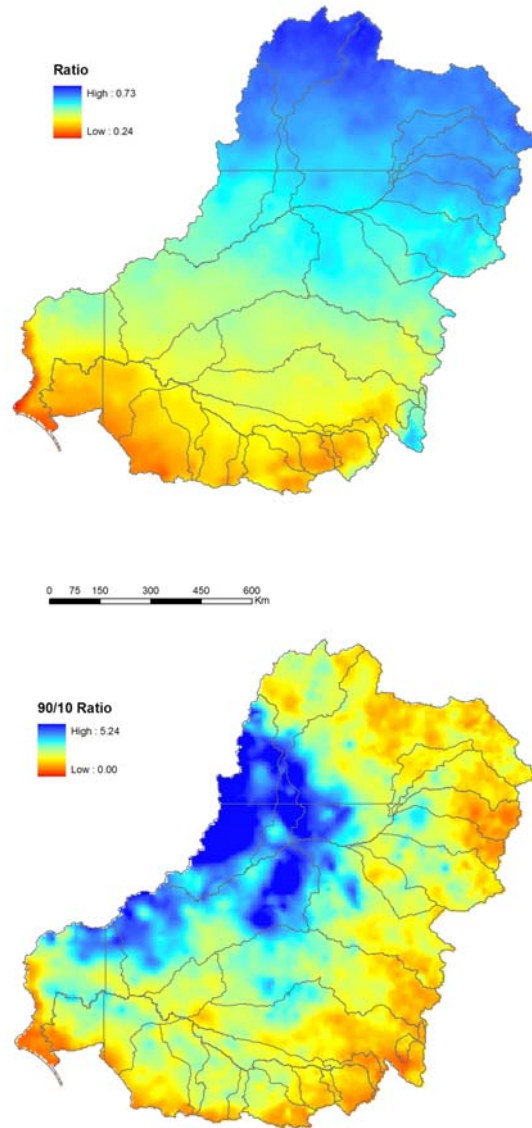 Ratio
High : 0.73
Low : 0.24
0 75 150 300 450 600
Km
90/10 Ratio
High : 5.24
Low : 0.00